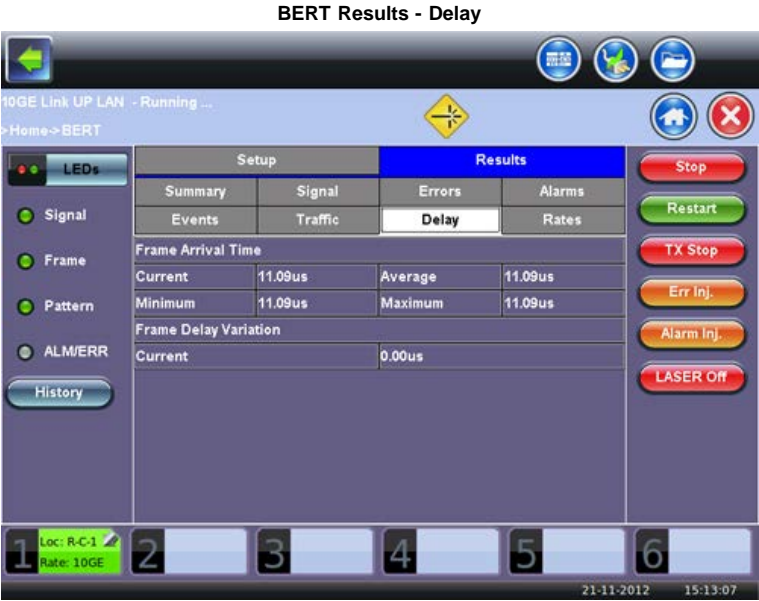 BERT Results - Delay
10GE Link UP LAN - Running ...
>Home->BERT
LEDs
Signal
Frame
Pattern
ALM/ERR
History
Setup Results
Summary Signal Errors Alarms
Events Traffic Delay Rates
Frame Arrival Time
Current 11.09us Average 11.09us
Minimum 11.09us Maximum 11.09us
Frame Delay Variation
Current 0.00us
Stop
Restart
TX Stop
Err Inj.
Alarm Inj.
LASER Off
1 Loc: R-C-1
Rate: 10GE
2 3 4 5 6
21-11-2012 15:13:07